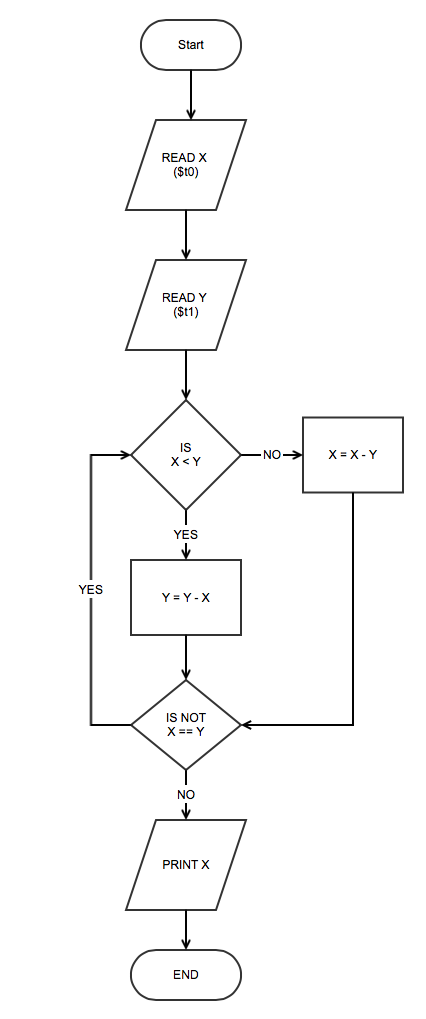 Start
READ X
($t0)
READ Y
($t1)
IS
X < Y
NO
X = X - Y
YES
Y = Y - X
YES
IS NOT
X == Y
NO
PRINT X
END